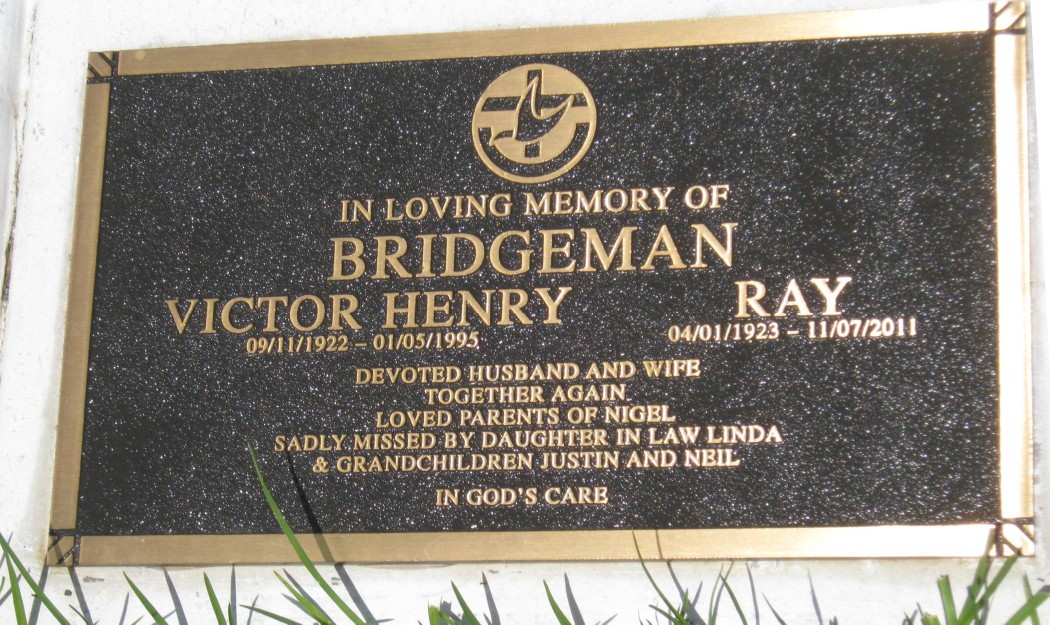 IN LOVING MEMORY OF
BRIDGEMAN
VICTOR HENRY RAY
09/11/1922 – 01/05/1995 04/01/1923 – 11/07/2011
DEVOTED HUSBAND AND WIFE
TOGETHER AGAIN
LOVED PARENTS OF NIGEL
SADLY MISSED BY DAUGHTER IN LAW LINDA
& GRANDCHILDREN JUSTIN AND NEIL
IN GOD'S CARE